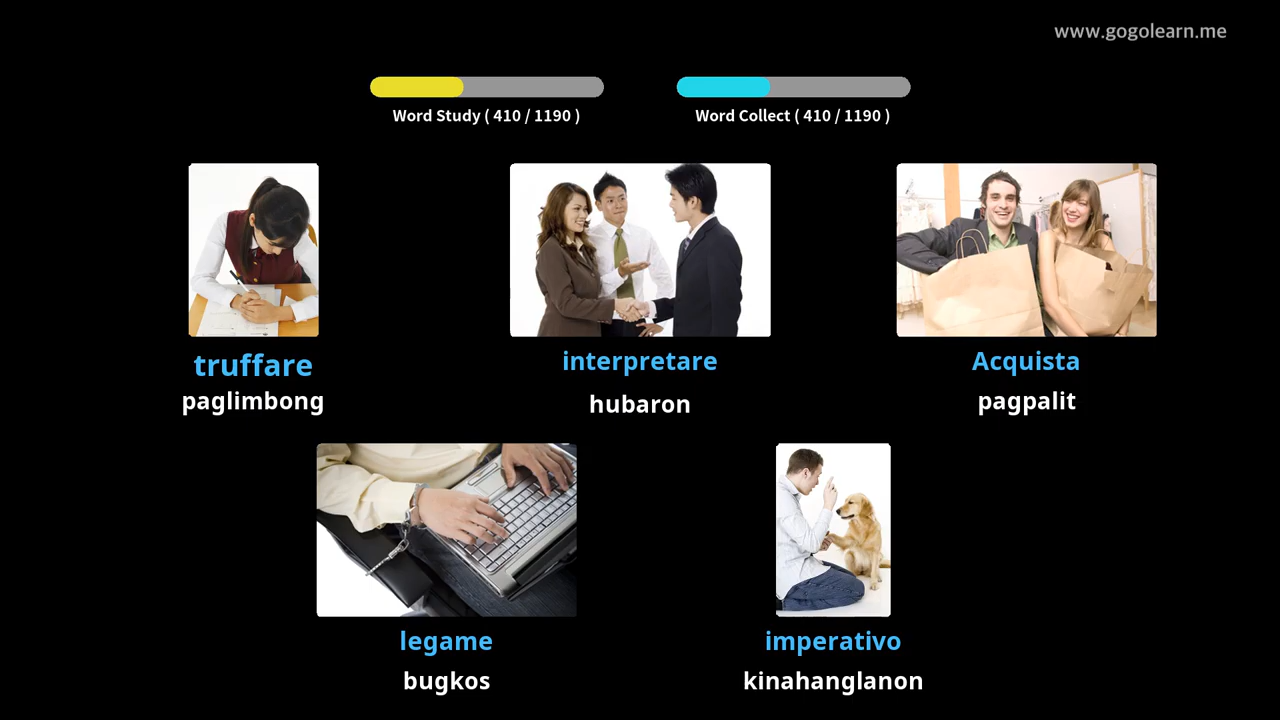 www.gogolearn.me
Word Study ( 410 / 1190 )
Word Collect ( 410 / 1190 )
truffare
paglimbong
interpretare
hubaron
Acquista
pagpalit
legame
bugkos
imperativo
kinahanglanon